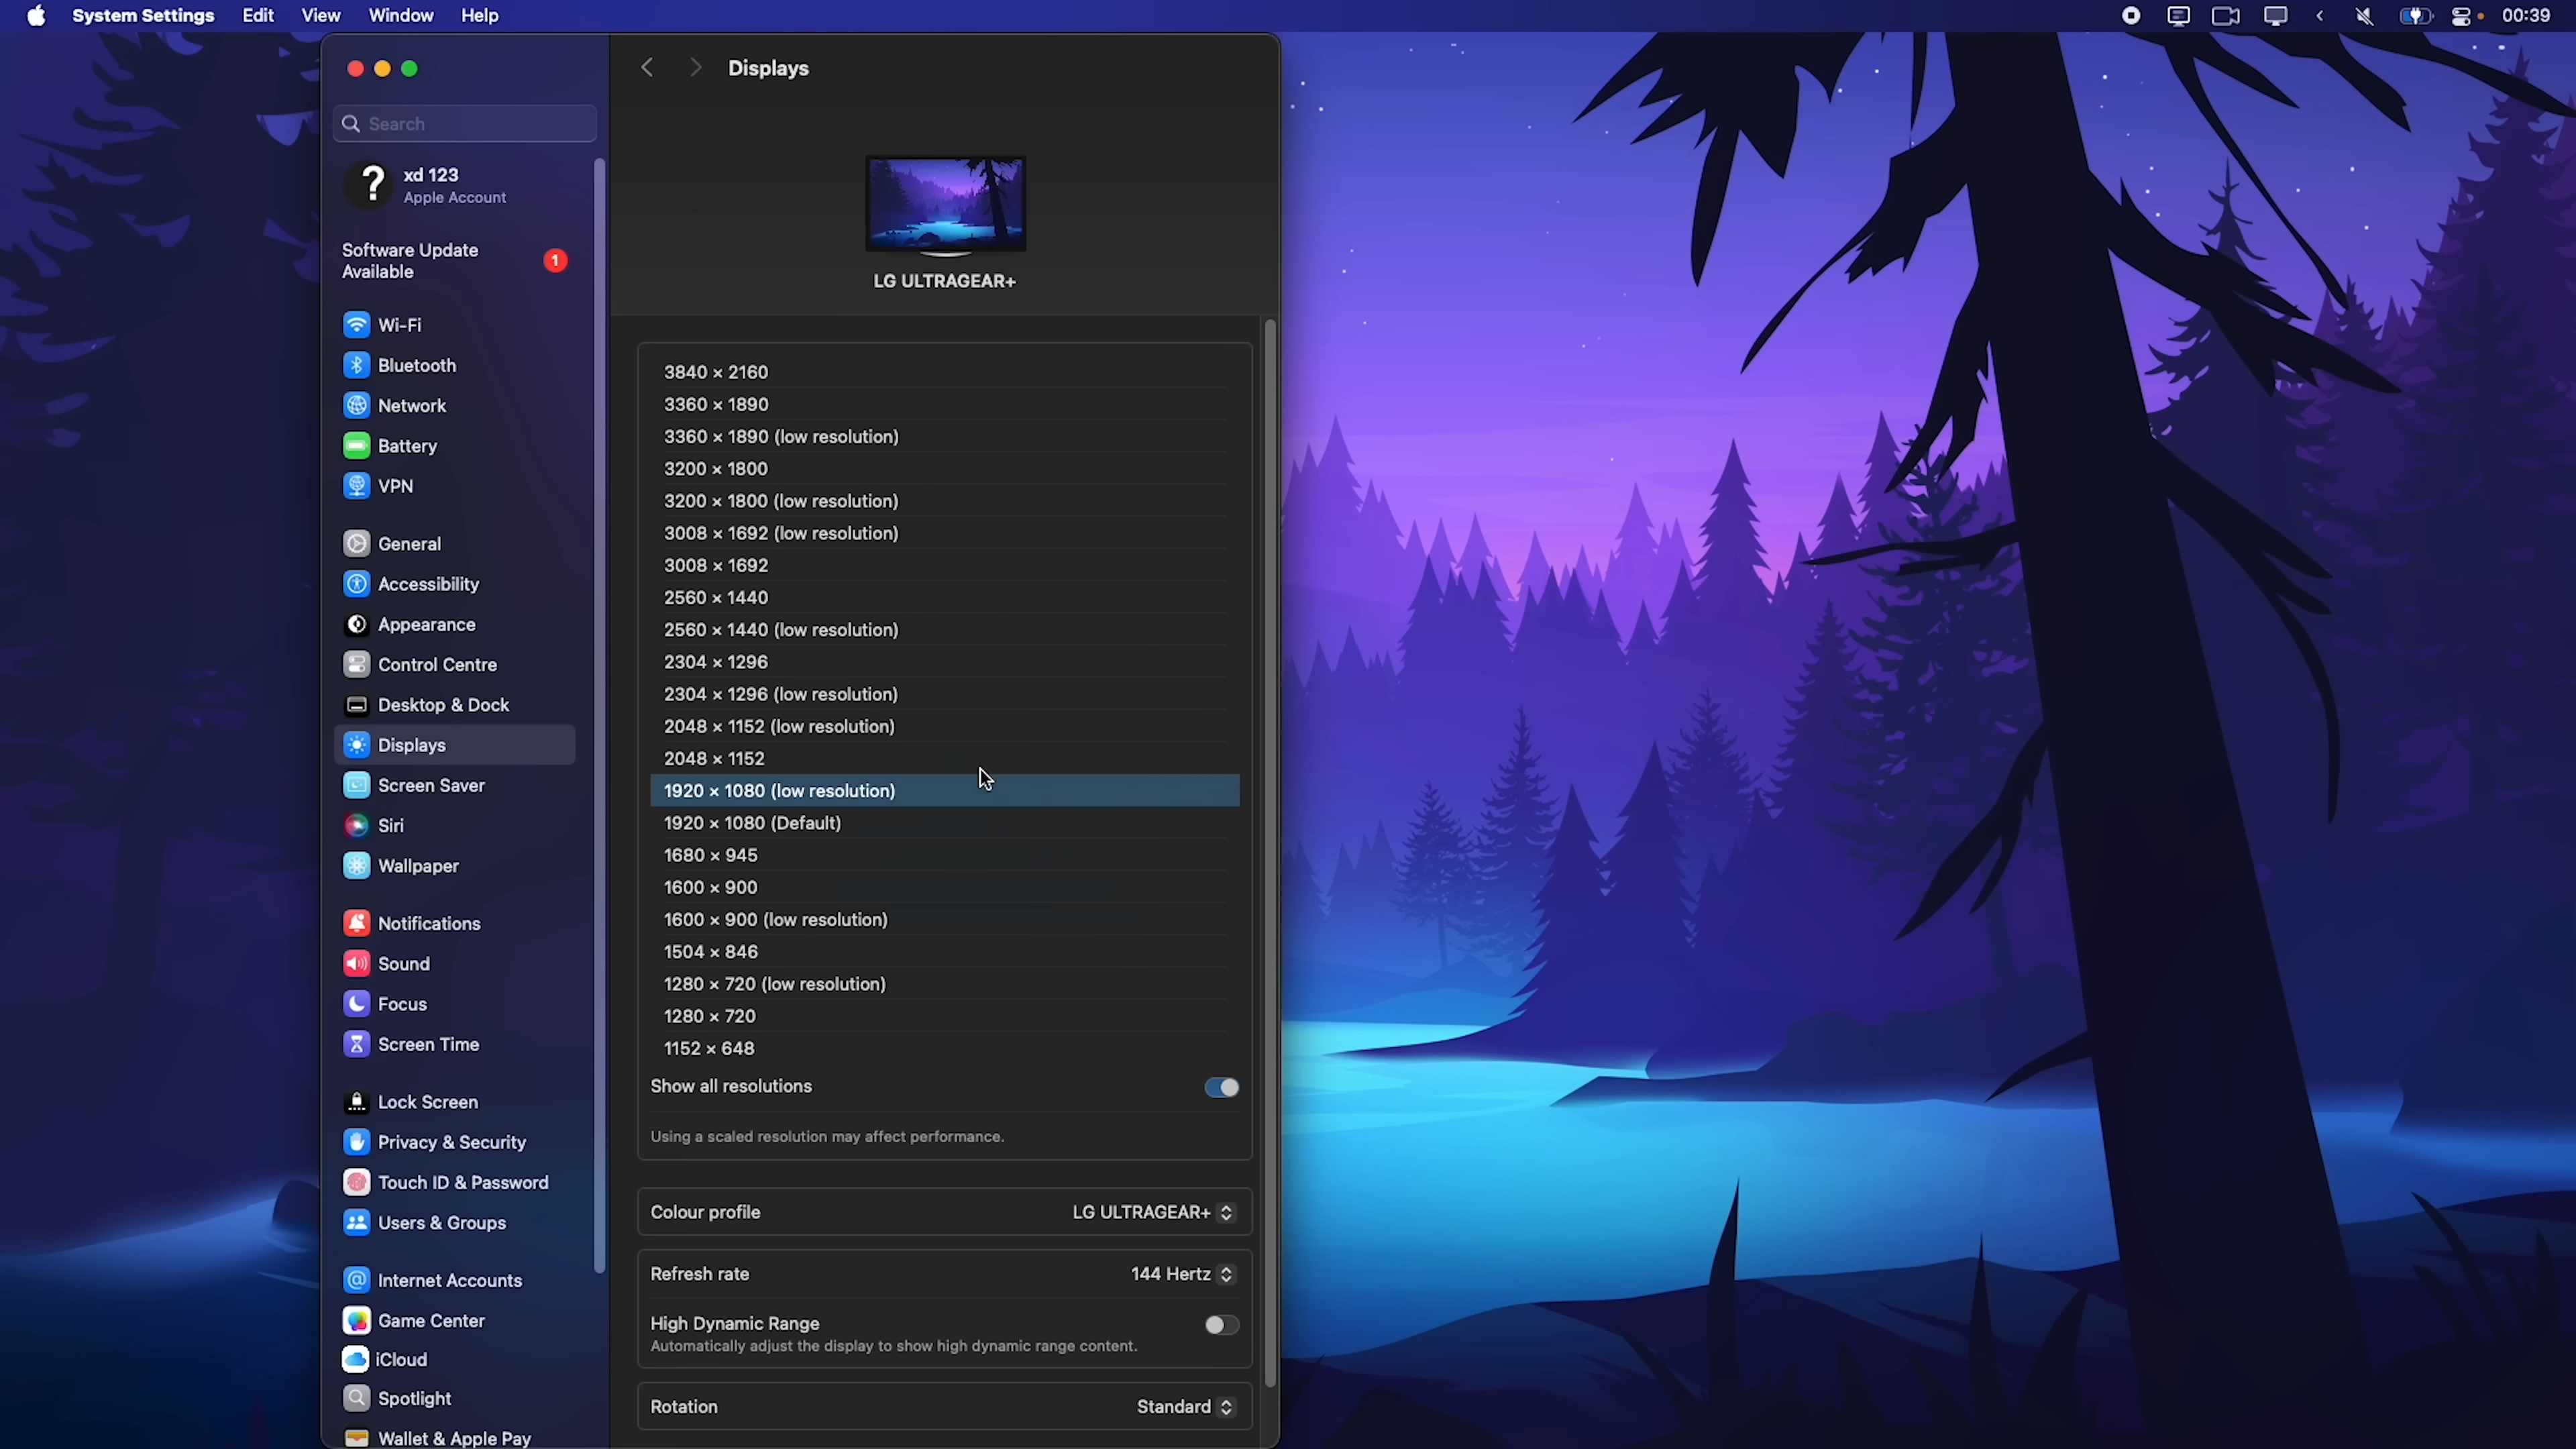 System Settings Edit View Window Help 00:39
Displays
Search
xd 123
Apple Account
Software Update
Available
1
Wi-Fi
Bluetooth
Network
Battery
VPN
General
Accessibility
Appearance
Control Centre
Desktop & Dock
Displays
Screen Saver
Siri
Wallpaper
Notifications
Sound
Focus
Screen Time
Lock Screen
Privacy & Security
Touch ID & Password
Users & Groups
Internet Accounts
Game Center
iCloud
Spotlight
Wallet & Apple Pay
LG ULTRAGEAR+
3840 × 2160
3360 × 1890
3360 × 1890 (low resolution)
3200 × 1800
3200 × 1800 (low resolution)
3008 × 1692 (low resolution)
3008 × 1692
2560 × 1440
2560 × 1440 (low resolution)
2304 × 1296
2304 × 1296 (low resolution)
2048 × 1152 (low resolution)
2048 × 1152
1920 × 1080 (low resolution)
1920 × 1080 (Default)
1680 × 945
1600 × 900
1600 × 900 (low resolution)
1504 × 846
1280 × 720 (low resolution)
1280 × 720
1152 × 648
Show all resolutions
Using a scaled resolution may affect performance.
Colour profile LG ULTRAGEAR+
Refresh rate 144 Hertz
High Dynamic Range
Automatically adjust the display to show high dynamic range content.
Rotation Standard